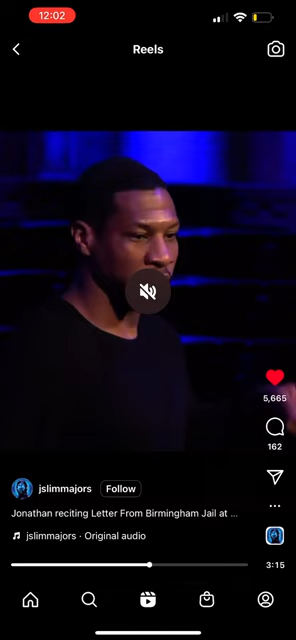 12:02
Reels
5,665
162
jslimmajors Follow
Jonathan reciting Letter From Birmingham Jail at ...
jslimmajors · Original audio
3:15